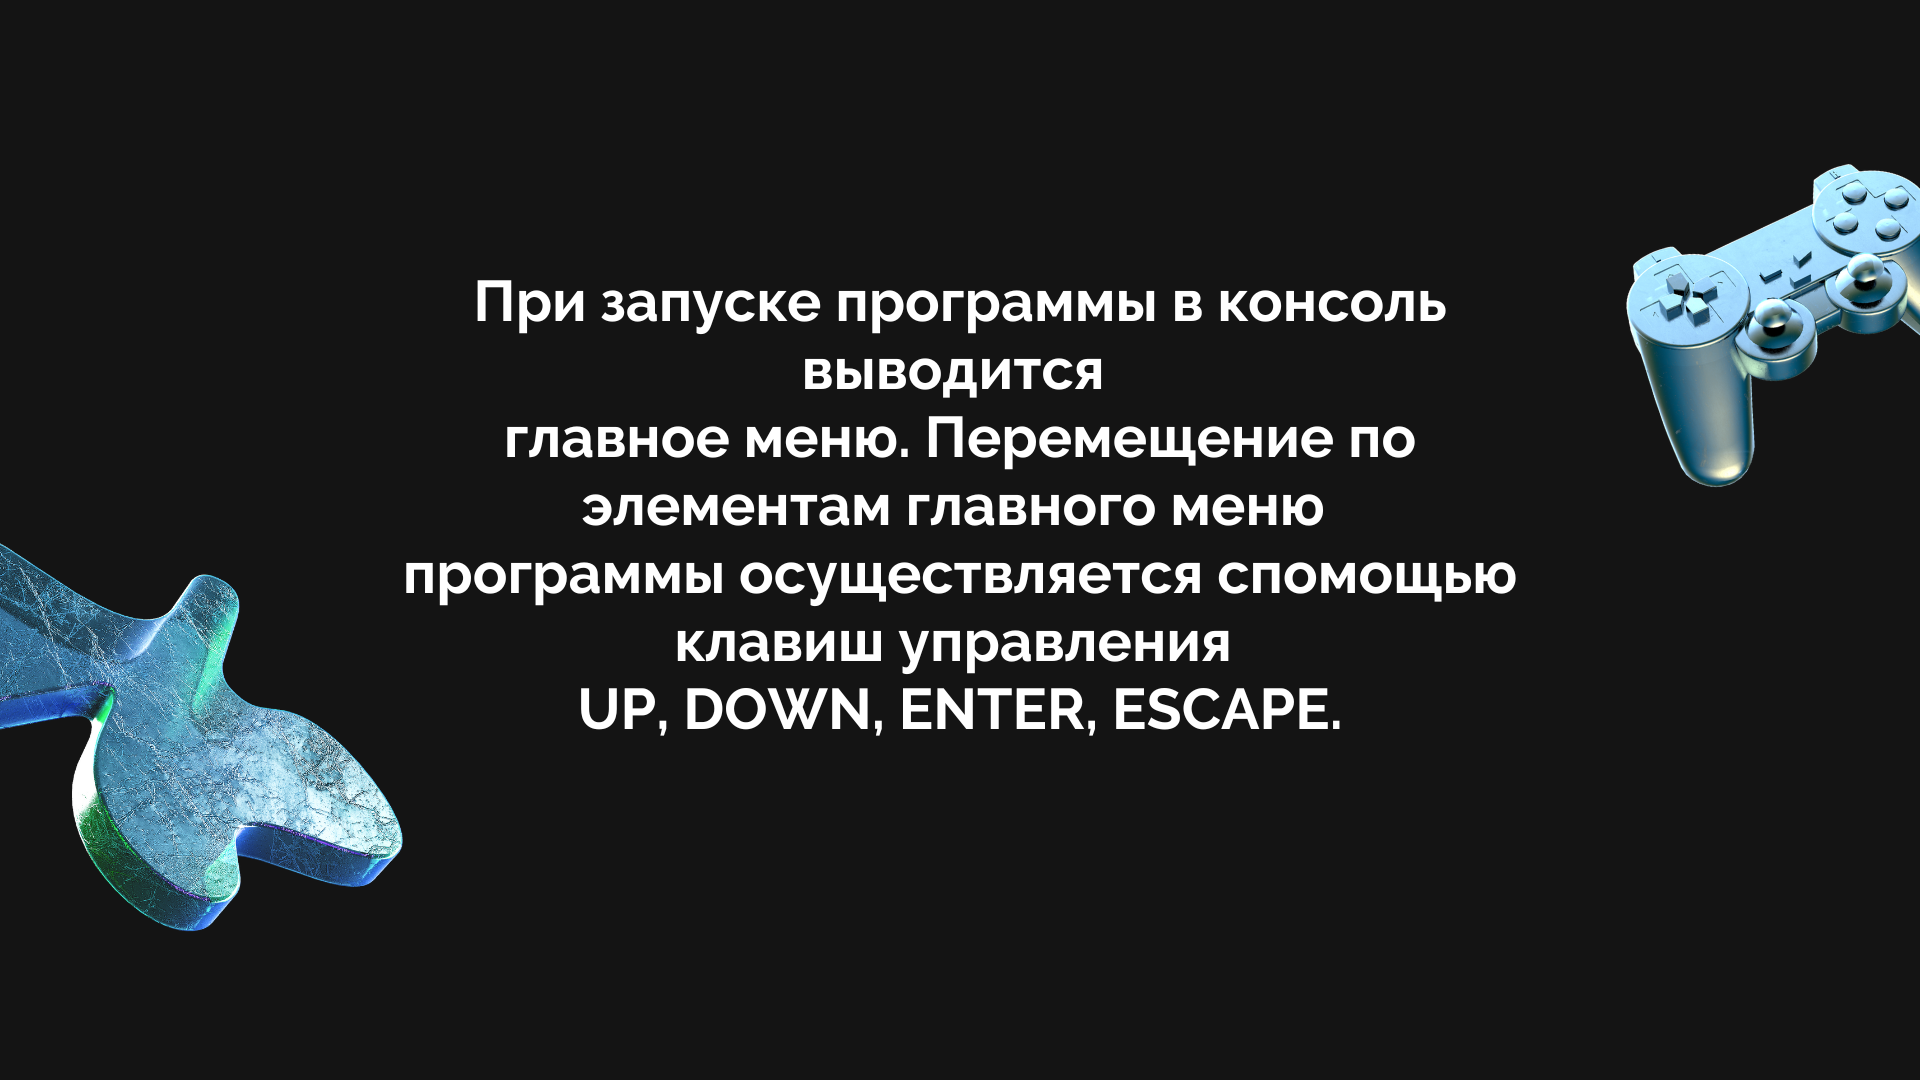 При запуске программы в консоль
выводится
главное меню. Перемещение по
элементам главного меню
программы осуществляется спомощью
клавиш управления
UP, DOWN, ENTER, ESCAPE.